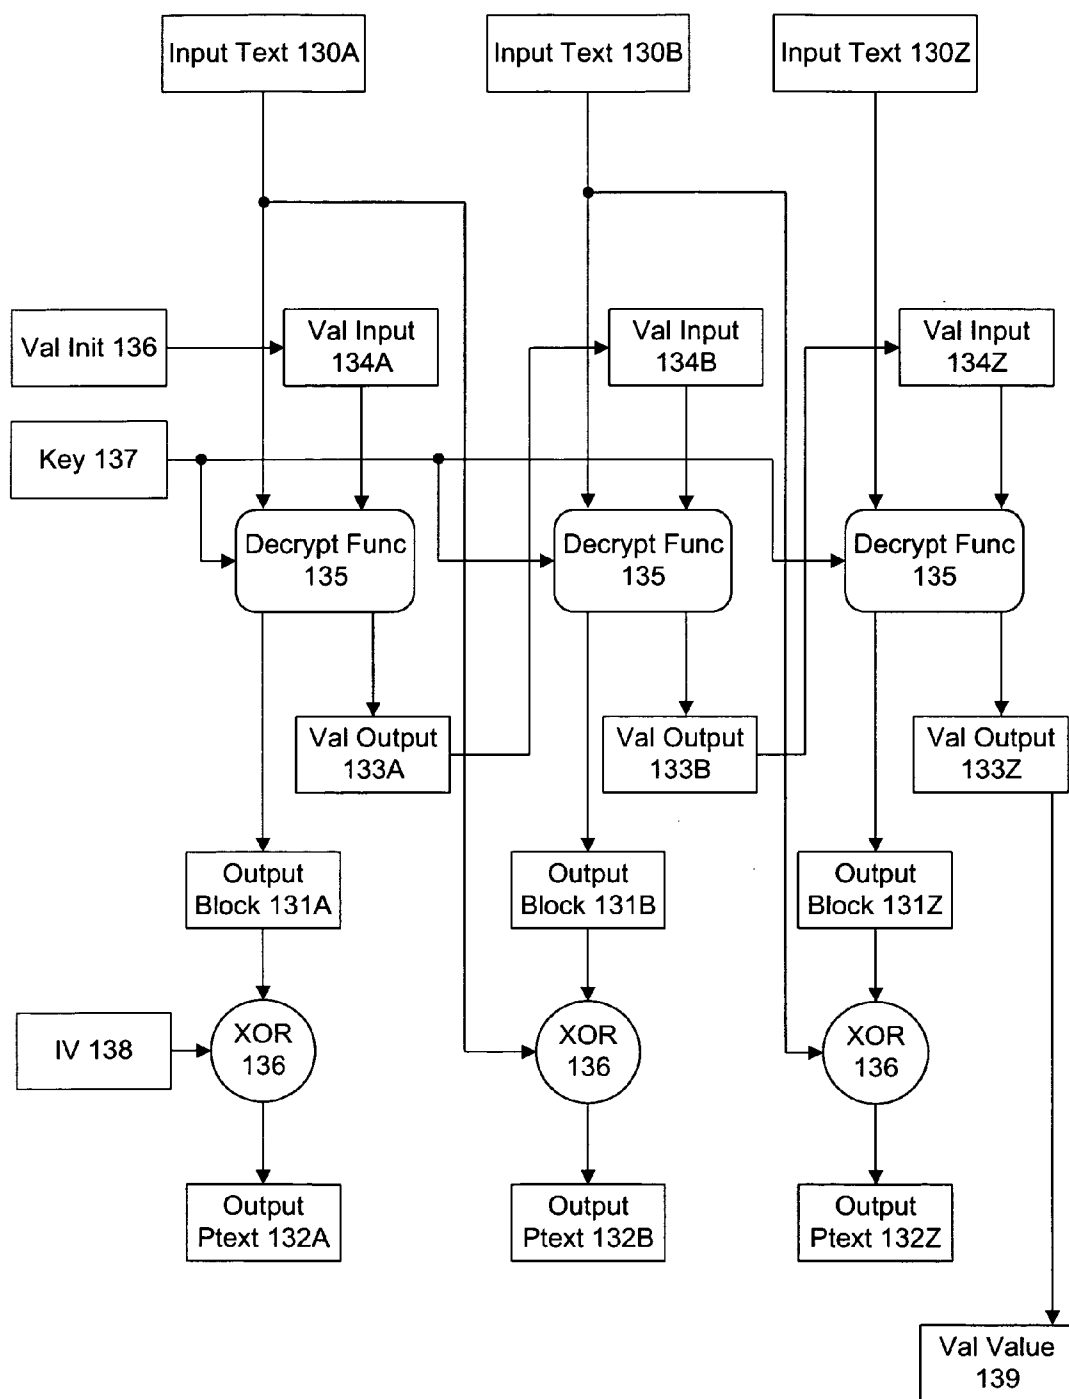 Input Text 130A
Input Text 130B
Input Text 130Z
Val Init 136
Val Input
134A
Val Input
134B
Val Input
134Z
Key 137
Decrypt Func
135
Decrypt Func
135
Decrypt Func
135
Val Output
133A
Val Output
133B
Val Output
133Z
Output
Block 131A
Output
Block 131B
Output
Block 131Z
IV 138
XOR
136
XOR
136
XOR
136
Output
Ptext 132A
Output
Ptext 132B
Output
Ptext 132Z
Val Value
139